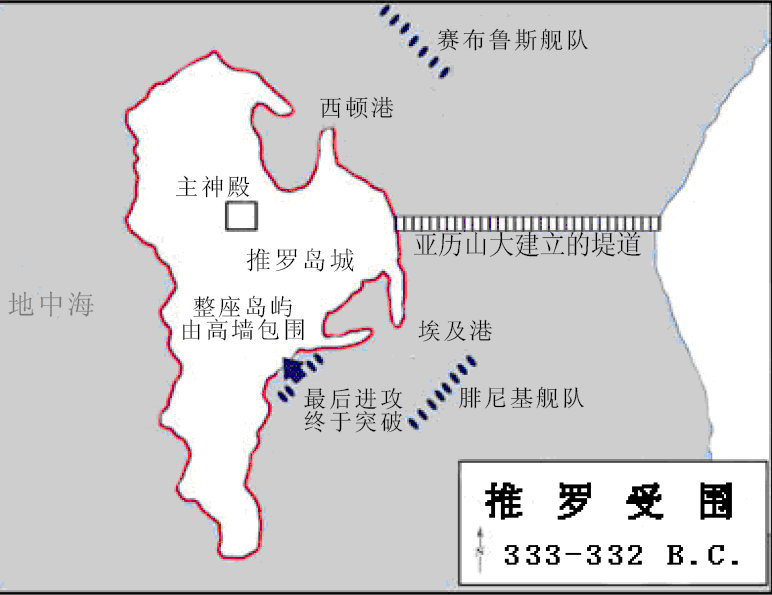 赛布鲁斯舰队
西顿港
主神殿
亚历山大建立的堤道
推罗岛城
地中海
整座岛屿
由高墙包围
埃及港
最后进攻
终于突破
腓尼基舰队
推罗受围
N
333-332 B.C.